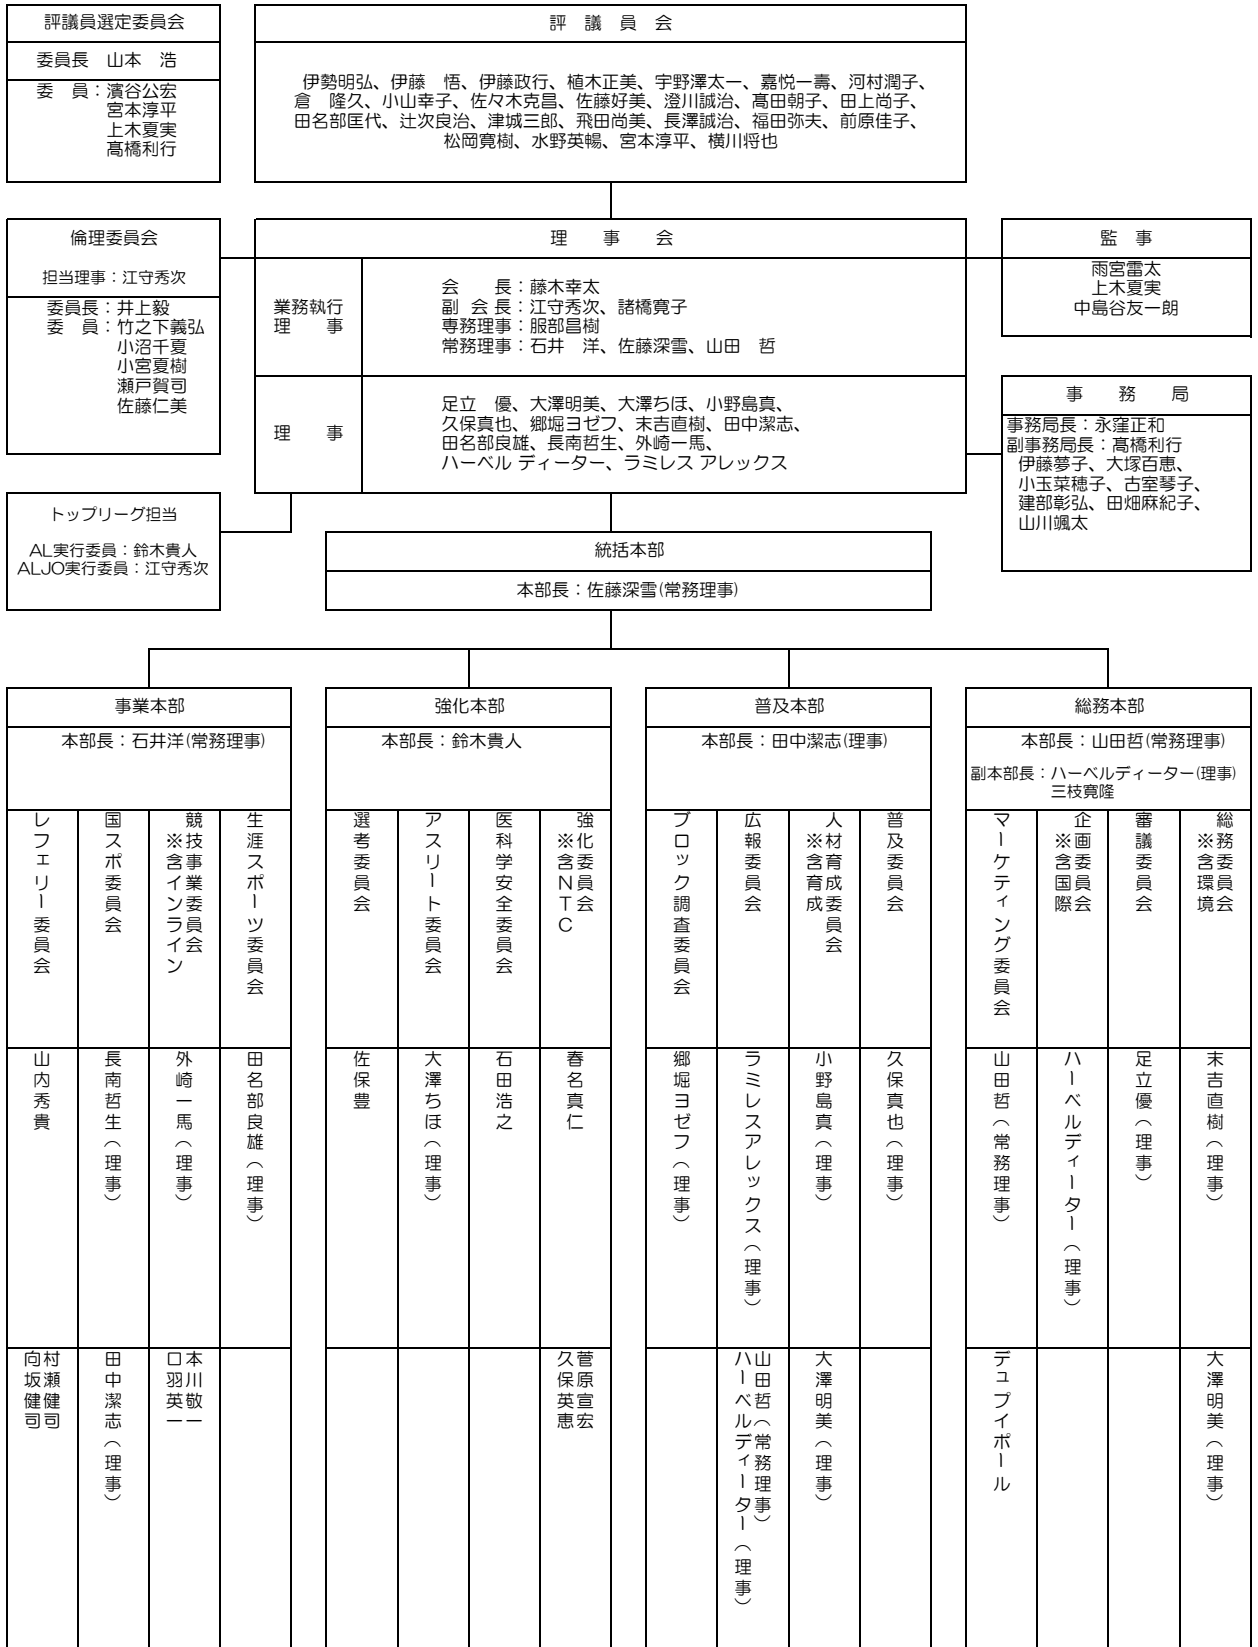 評議員選定委員会
委員長　山本　浩
委　員：濱谷公宏
宮本淳平
上木夏実
髙橋利行
評　議　員　会
伊勢明弘、伊藤　悟、伊藤政行、植木正美、宇野澤太一、嘉悦一壽、河村潤子、
倉　隆久、小山幸子、佐々木克昌、佐藤好美、澄川誠治、髙田朝子、田上尚子、
田名部匡代、辻次良治、津城三郎、飛田尚美、長澤誠治、福田弥夫、前原佳子、
松岡寛樹、水野英暢、宮本淳平、横川将也
倫理委員会
担当理事：江守秀次
委員長：井上毅
委　員：竹之下義弘
小沼千夏
小宮夏樹
瀬戸賀司
佐藤仁美
理　事　会
業務執行
理　事
会　　長：藤木幸太
副 会 長：江守秀次、諸橋寛子
専務理事：服部昌樹
常務理事：石井　洋、佐藤深雪、山田　哲
理　事
足立　優、大澤明美、大澤ちほ、小野島真、
久保真也、郷堀ヨゼフ、末吉直樹、田中潔志、
田名部良雄、長南哲生、外崎一馬、
ハーベル ディーター、ラミレス アレックス
監　事
雨宮雷太
上木夏実
中島谷友一朗
事　務　局
事務局長：永窪正和
副事務局長：髙橋利行
伊藤夢子、大塚百恵、
小玉菜穂子、古室琴子、
建部彰弘、田畑麻紀子、
山川颯太
トップリーグ担当
AL実行委員：鈴木貴人
ALJO実行委員：江守秀次
統括本部
本部長：佐藤深雪(常務理事)
事業本部
本部長：石井洋(常務理事)
レフェリー委員会
山内秀貴
村瀬健司
向坂健司
国スポ委員会
長南哲生（理事）
田中潔志（理事）
競技事業委員会
※含インライン
外崎一馬（理事）
本川敬一
口羽英一
生涯スポーツ委員会
田名部良雄（理事）
強化本部
本部長：鈴木貴人
選考委員会
佐保豊
アスリート委員会
大澤ちほ（理事）
医科学安全委員会
石田浩之
強化委員会
※含NTC
春名真仁
菅原宣宏
久保英恵
普及本部
本部長：田中潔志(理事)
ブロック調査委員会
郷堀ヨゼフ（理事）
広報委員会
ラミレスアレックス（理事）
山田哲（常務理事）
ハーベルディーター（理事）
人材育成委員会
※含育成
小野島真（理事）
大澤明美（理事）
普及委員会
久保真也（理事）
総務本部
本部長：山田哲(常務理事)
副本部長：ハーベルディーター(理事)
三枝寛隆
マーケティング委員会
山田哲（常務理事）
デュプイポール
企画委員会
※含国際
ハーベルディーター（理事）
審議委員会
足立優（理事）
総務委員会
※含環境
末吉直樹（理事）
大澤明美（理事）